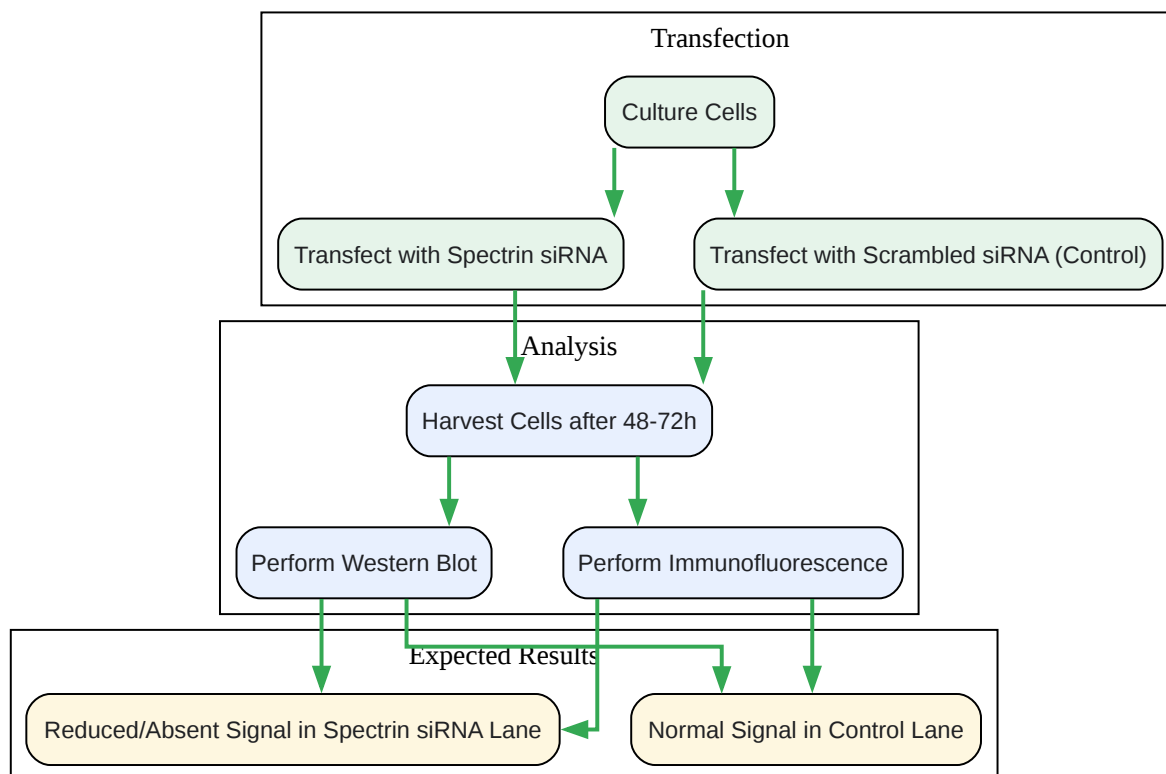 Transfection
Culture Cells
Transfect with Spectrin siRNA
Transfect with Scrambled siRNA (Control)
Analysis
Harvest Cells after 48-72h
Perform Western Blot
Perform Immunofluorescence
Expected Results
Reduced/Absent Signal in Spectrin siRNA Lane
Normal Signal in Control Lane